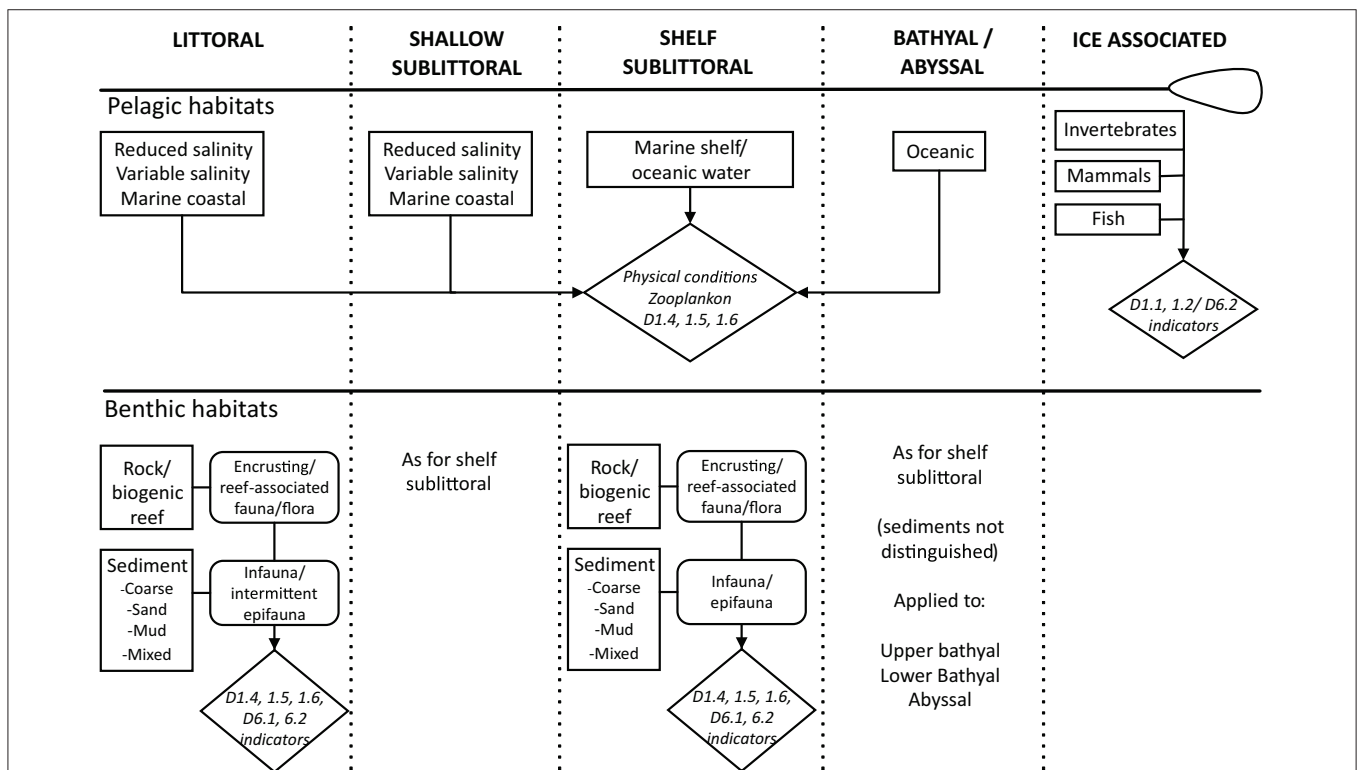 LITTORAL
SHALLOW
SUBLITTORAL
SHELF
SUBLITTORAL
BATHYAL /
ABYSSAL
ICE ASSOCIATED
Pelagic habitats
Reduced salinity
Variable salinity
Marine coastal
Reduced salinity
Variable salinity
Marine coastal
Marine shelf/
oceanic water
Oceanic
Invertebrates
Mammals
Fish
Physical conditions
Zooplankon
D1.4, 1.5, 1.6
D1.1, 1.2/ D6.2
indicators
Benthic habitats
Rock/
biogenic
reef
Encrusting/
reef-associated
fauna/flora
Sediment
-Coarse
-Sand
-Mud
-Mixed
Infauna/
intermittent
epifauna
D1.4, 1.5, 1.6,
D6.1, 6.2
indicators
As for shelf
sublittoral
Rock/
biogenic
reef
Encrusting/
reef-associated
fauna/flora
Sediment
-Coarse
-Sand
-Mud
-Mixed
Infauna/
epifauna
D1.4, 1.5, 1.6,
D6.1, 6.2
indicators
As for shelf
sublittoral
(sediments not
distinguished)
Applied to:
Upper bathyal
Lower Bathyal
Abyssal